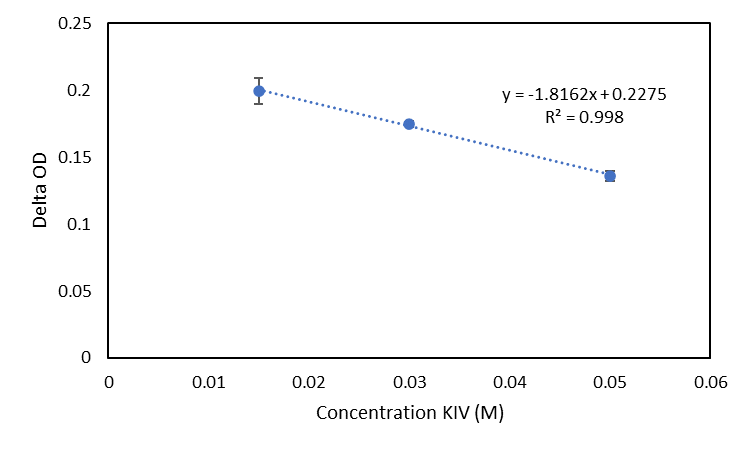 0.25
0.2
0.15
0.1
0.05
0
Delta OD
y = -1.8162x + 0.2275
R² = 0.998
0 0.01 0.02 0.03 0.04 0.05 0.06
Concentration KIV (M)